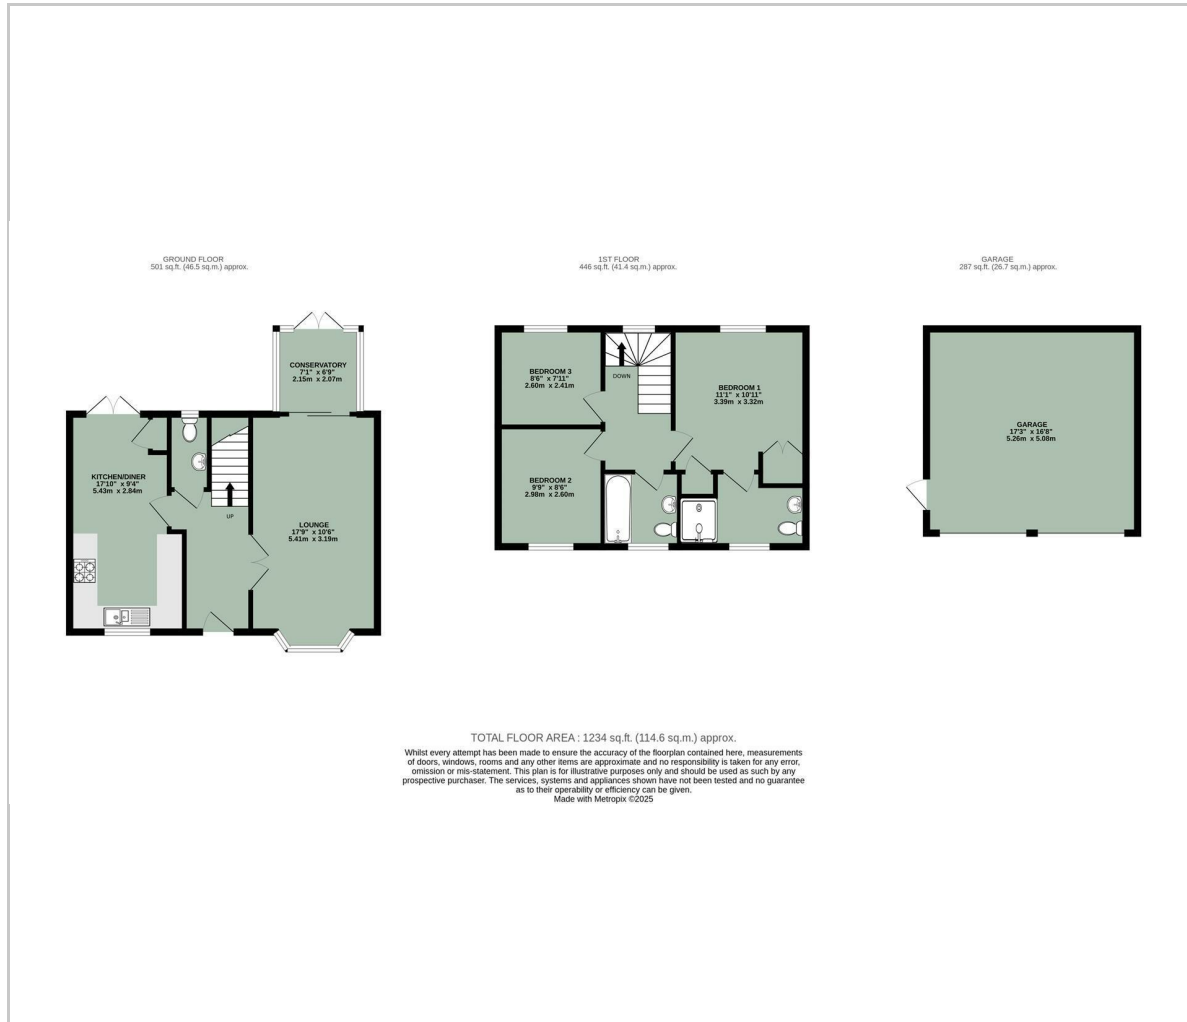 GROUND FLOOR
501 sq.ft. (46.5 sq.m.) approx.
1ST FLOOR
446 sq.ft. (41.4 sq.m.) approx.
GARAGE
287 sq.ft. (26.7 sq.m.) approx.
CONSERVATORY
7'1" x 6'9"
2.15m x 2.07m
KITCHEN/DINER
17'10" x 9'4"
5.43m x 2.84m
UP
LOUNGE
17'9" x 10'6"
5.41m x 3.19m
BEDROOM 3
8'6" x 7'11"
2.60m x 2.41m
DOWN
BEDROOM 1
11'1" x 10'11"
3.39m x 3.32m
BEDROOM 2
9'9" x 8'6"
2.98m x 2.60m
GARAGE
17'3" x 16'8"
5.26m x 5.08m
TOTAL FLOOR AREA : 1234 sq.ft. (114.6 sq.m.) approx.
Whilst every attempt has been made to ensure the accuracy of the floorplan contained here, measurements
of doors, windows, rooms and any other items are approximate and no responsibility is taken for any error,
omission or mis-statement. This plan is for illustrative purposes only and should be used as such by any
prospective purchaser. The services, systems and appliances shown have not been tested and no guarantee
as to their operability or efficiency can be given.
Made with Metropix ©2025